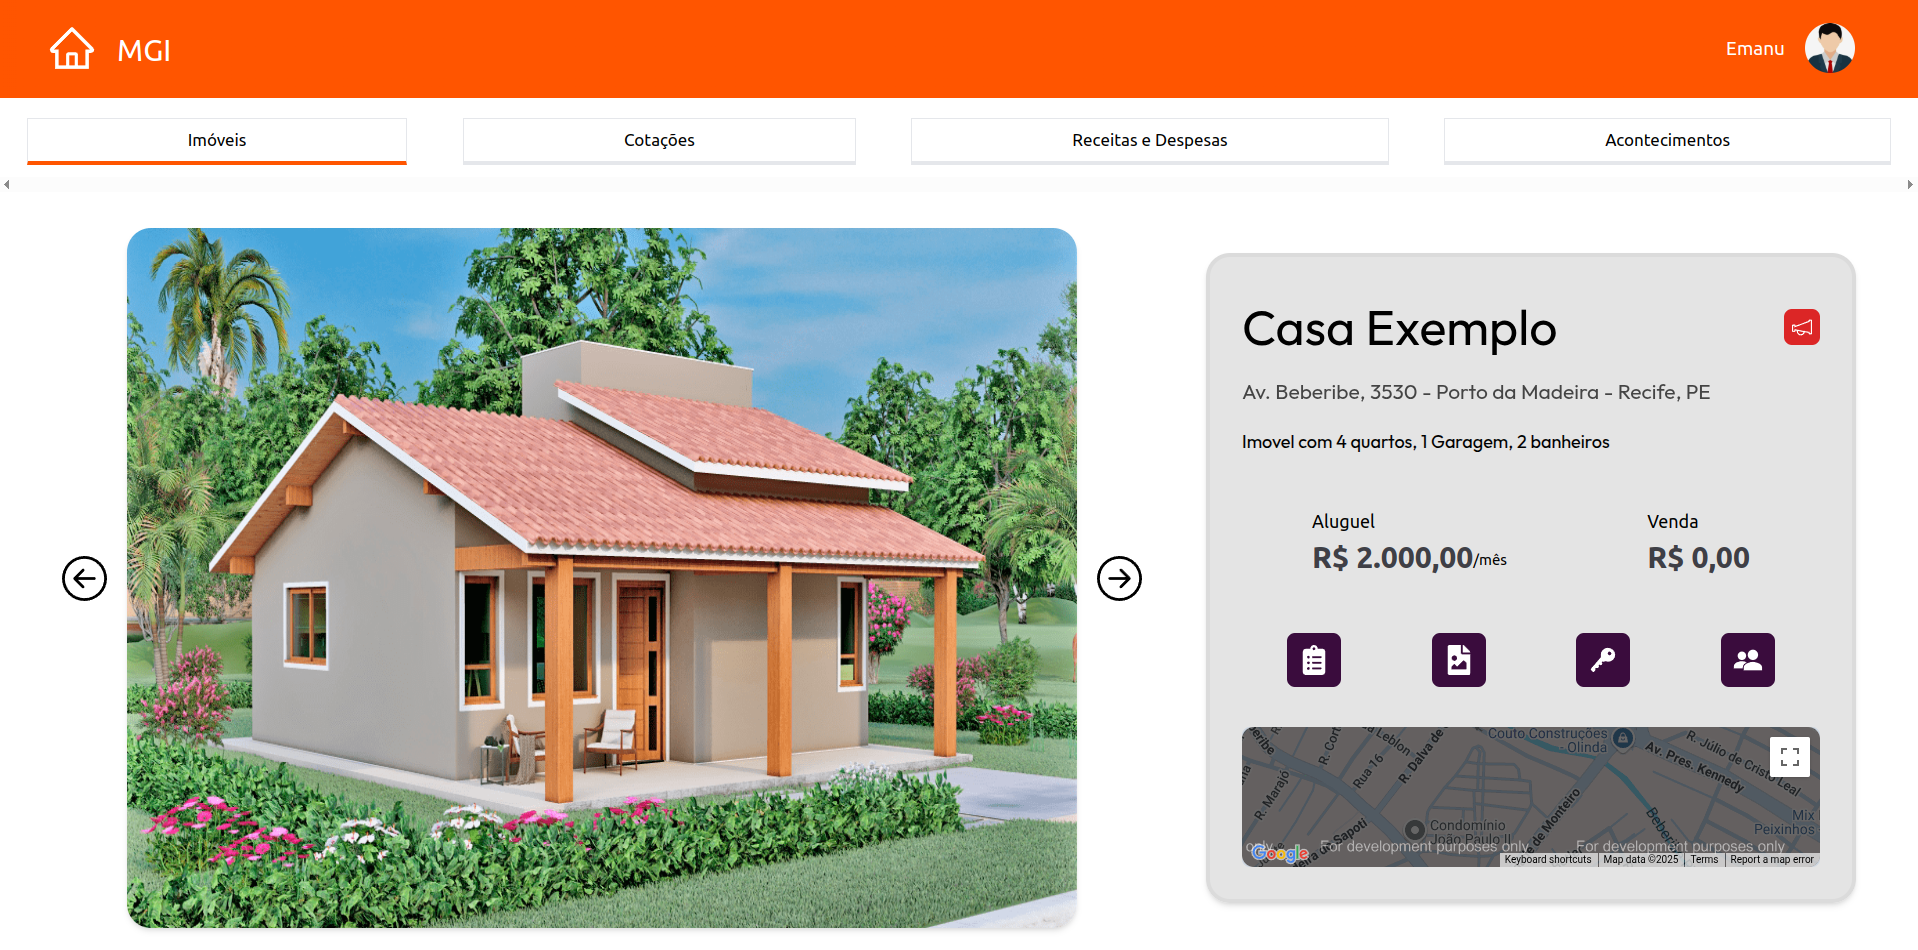 MGI
Emanu
Imóveis
Cotações
Receitas e Despesas
Acontecimentos
Casa Exemplo
Av. Beberibe, 3530 - Porto da Madeira - Recife, PE
Imovel com 4 quartos, 1 Garagem, 2 banheiros
Aluguel
R$ 2.000,00/mês
Venda
R$ 0,00
Couto Construções
- Olinda
R. Júlio de Cristo Leal
Av. Pres. Kennedy
Leblon
R. Dalva de
Rua 16
R. Marajó
Condomínio
João Paulo II
de Monteiro
Mix
Peixinhos
only
For development purposes only
For development purposes only
Google
Keyboard shortcuts
Map data ©2025
Terms
Report a map error